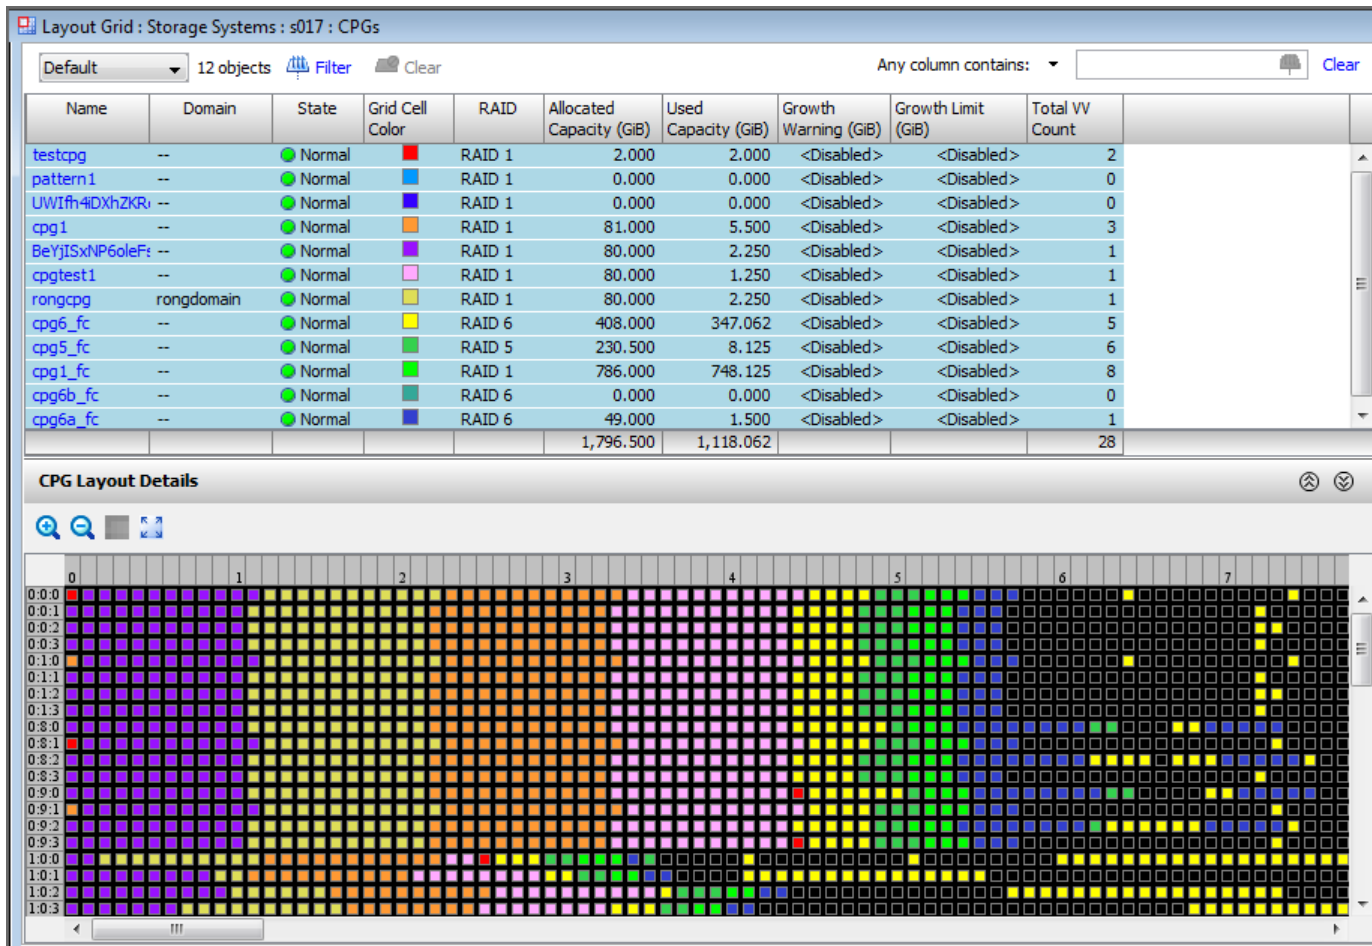 Layout Grid : Storage Systems : s017 : CPGs
Default 12 objects Filter Clear Any column contains: Clear
Name Domain State Grid Cell Color RAID Allocated Capacity (GiB) Used Capacity (GiB) Growth Warning (GiB) Growth Limit (GiB) Total VV Count
testcpg -- Normal RAID 1 2.000 2.000 <Disabled> <Disabled> 2
pattern1 -- Normal RAID 1 0.000 0.000 <Disabled> <Disabled> 0
-- Normal RAID 1 0.000 0.000 <Disabled> <Disabled> 0
cpg1 -- Normal RAID 1 81.000 5.500 <Disabled> <Disabled> 3
-- Normal RAID 1 80.000 2.250 <Disabled> <Disabled> 1
cpgtest1 -- Normal RAID 1 80.000 1.250 <Disabled> <Disabled> 1
rongcpg rongdomain Normal RAID 1 80.000 2.250 <Disabled> <Disabled> 1
cpg6_fc -- Normal RAID 6 408.000 347.062 <Disabled> <Disabled> 5
cpg5_fc -- Normal RAID 5 230.500 8.125 <Disabled> <Disabled> 6
cpg1_fc -- Normal RAID 1 786.000 748.125 <Disabled> <Disabled> 8
cpg6b_fc -- Normal RAID 6 0.000 0.000 <Disabled> <Disabled> 0
cpg6a_fc -- Normal RAID 6 49.000 1.500 <Disabled> <Disabled> 1
1,796.500 1,118.062 28
CPG Layout Details
0 1 2 3 4 5 6 7
0:0:0
0:0:1
0:0:2
0:0:3
0:1:0
0:1:1
0:1:2
0:1:3
0:8:0
0:8:1
0:8:2
0:8:3
0:9:0
0:9:1
0:9:2
0:9:3
1:0:0
1:0:1
1:0:2
1:0:3